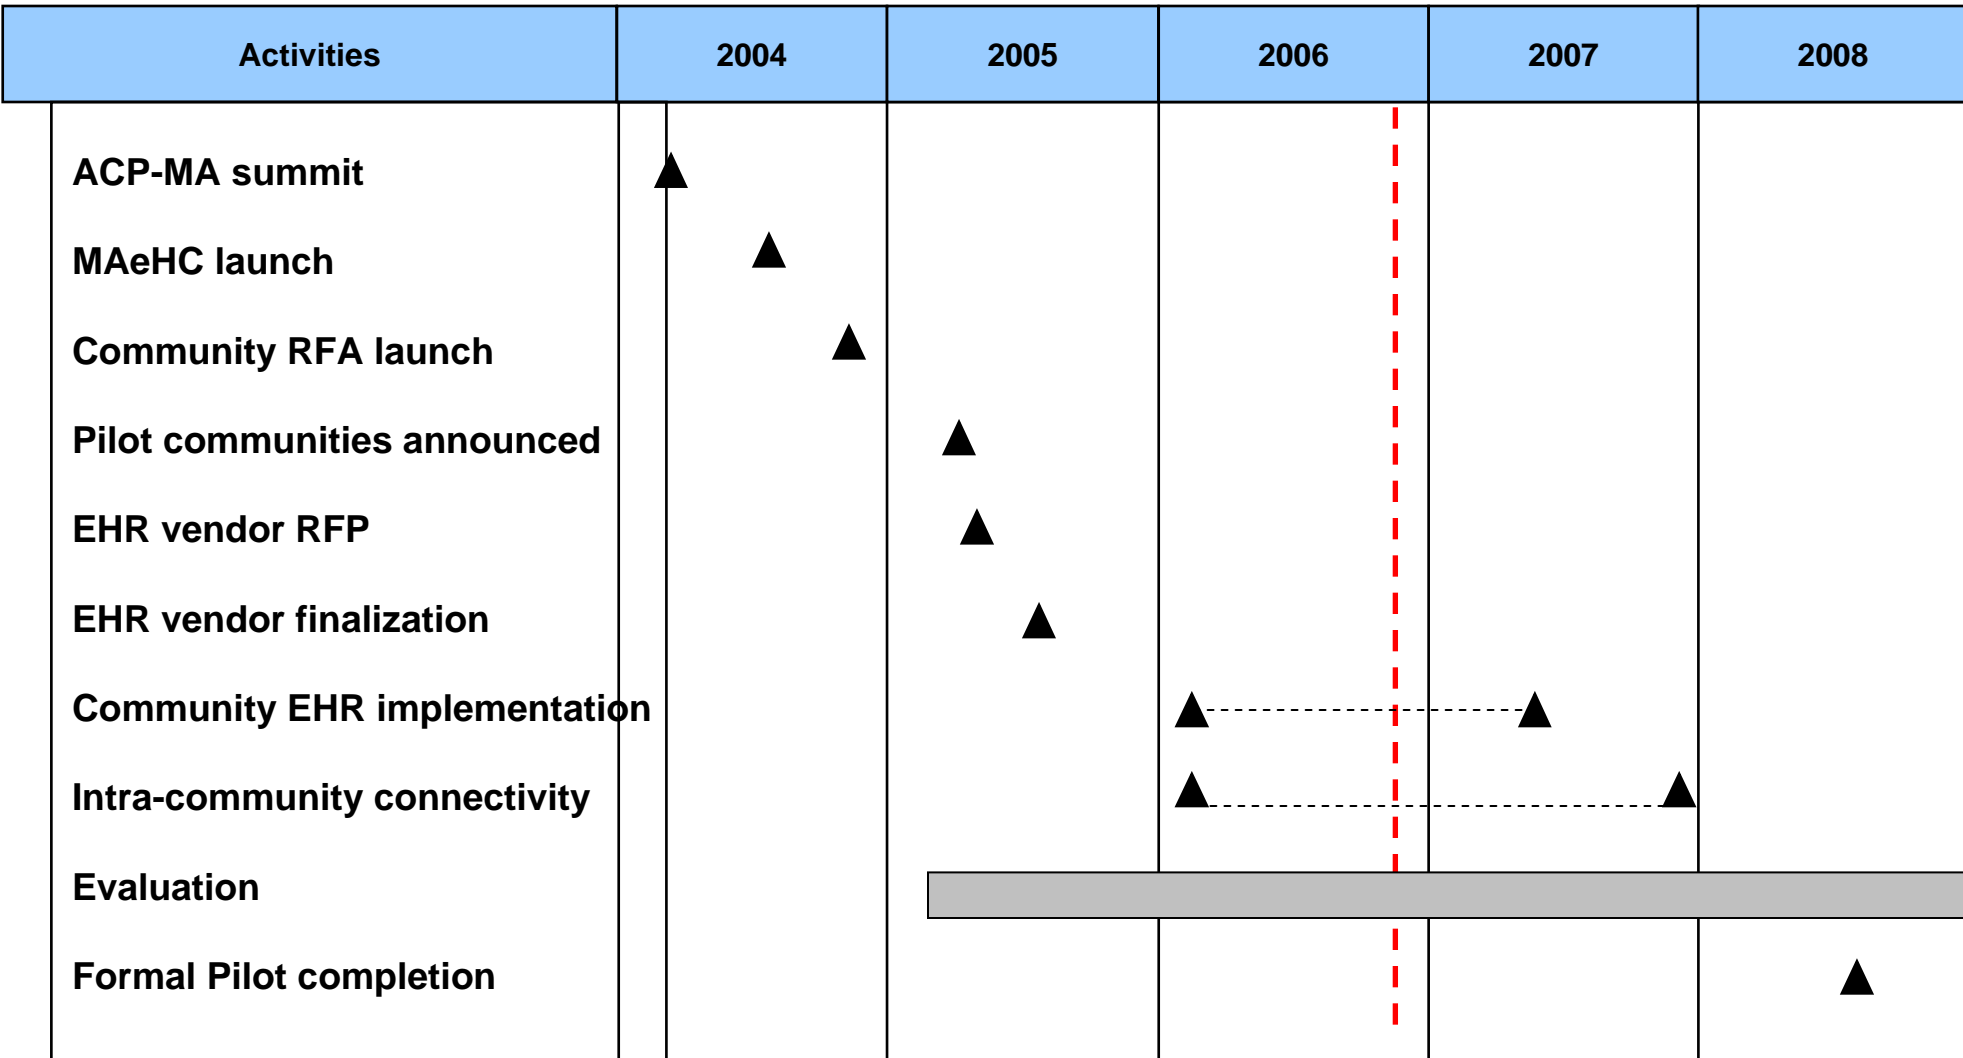 Activities 2004 2005 2006 2007 2008
ACP-MA summit
MAeHC launch
Community RFA launch
Pilot communities announced
EHR vendor RFP
EHR vendor finalization
Community EHR implementation
Intra-community connectivity
Evaluation
Formal Pilot completion